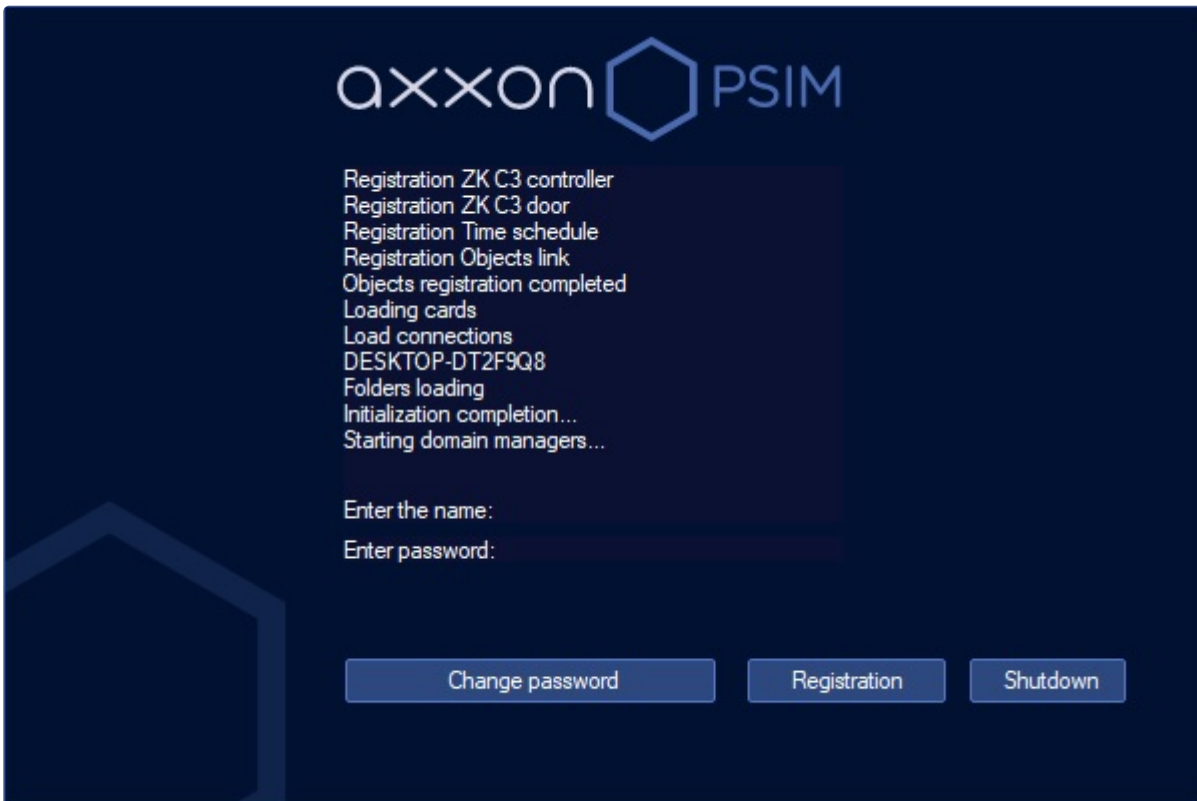 axxon PSIM
Registration ZK C3 controller
Registration ZK C3 door
Registration Time schedule
Registration Objects link
Objects registration completed
Loading cards
Load connections
DESKTOP-DT2F9Q8
Folders loading
Initialization completion...
Starting domain managers...
Enter the name:
Enter password:
Change password Registration Shutdown